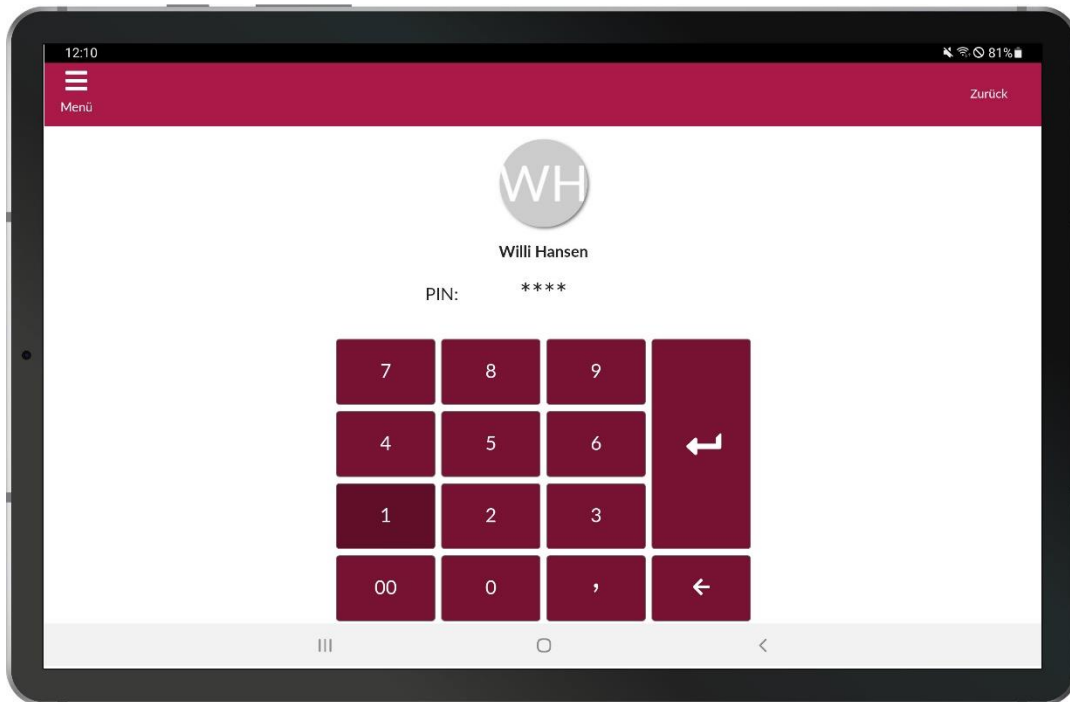 12:10 81%
Menü
Zurück
WH
Willi Hansen
PIN: ****
7 8 9
4 5 6
1 2 3
00 0 ,